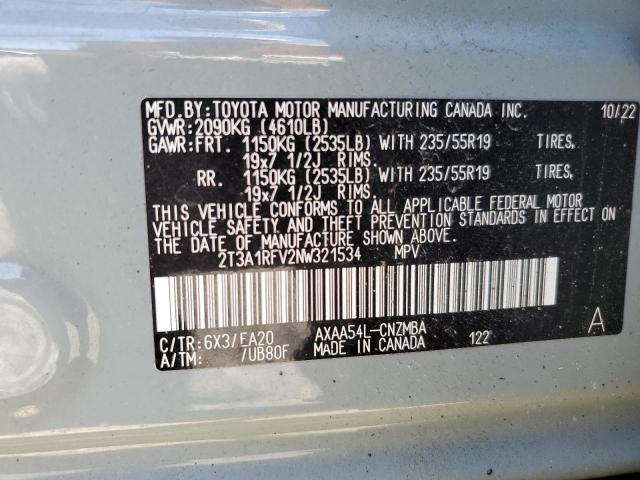 MFD.BY:TOYOTA MOTOR MANUFACTURING CANADA INC. 10/22
GVWR:2090KG (4610LB)
GAWR:FRT. 1150KG (2535LB) WITH 235/55R19 TIRES,
19x7 1/2J RIMS.
RR. 1150KG (2535LB) WITH 235/55R19 TIRES,
19x7 1/2J RIMS.
THIS VEHICLE CONFORMS TO ALL APPLICABLE FEDERAL MOTOR
VEHICLE SAFETY AND THEFT PREVENTION STANDARDS IN EFFECT ON
THE DATE OF MANUFACTURE SHOWN ABOVE.
2T3A1RFV2NW321534 MPV
C/TR:6X3/EA20 AXAA54L-CNZMBA A
A/TM: /UB80F MADE IN CANADA 122